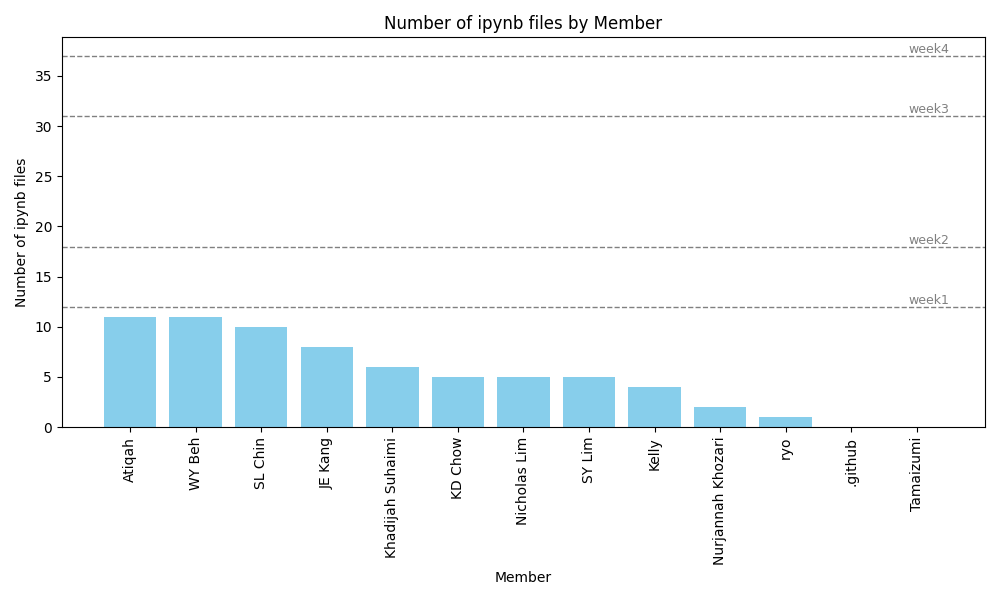 Number of ipynb files by Member
week4
week3
week2
week1
35
30
25
20
15
10
5
0
Number of ipynb files
Atiqah
WY Beh
SL Chin
JE Kang
Khadijah Suhaimi
KD Chow
Nicholas Lim
SY Lim
Kelly
Nurjannah Khozari
ryo
.github
Tamaizumi
Member